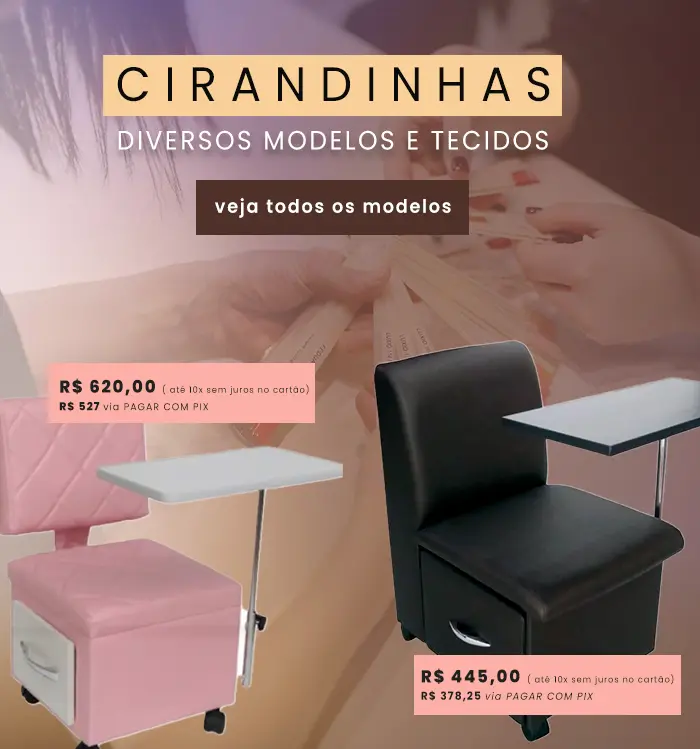 CIRANDINHAS
DIVERSOS MODELOS E TECIDOS
veja todos os modelos
R$ 620,00 ( até 10x sem juros no cartão)
R$ 527 via PAGAR COM PIX
R$ 445,00 ( até 10x sem juros no cartão)
R$ 378,25 via PAGAR COM PIX